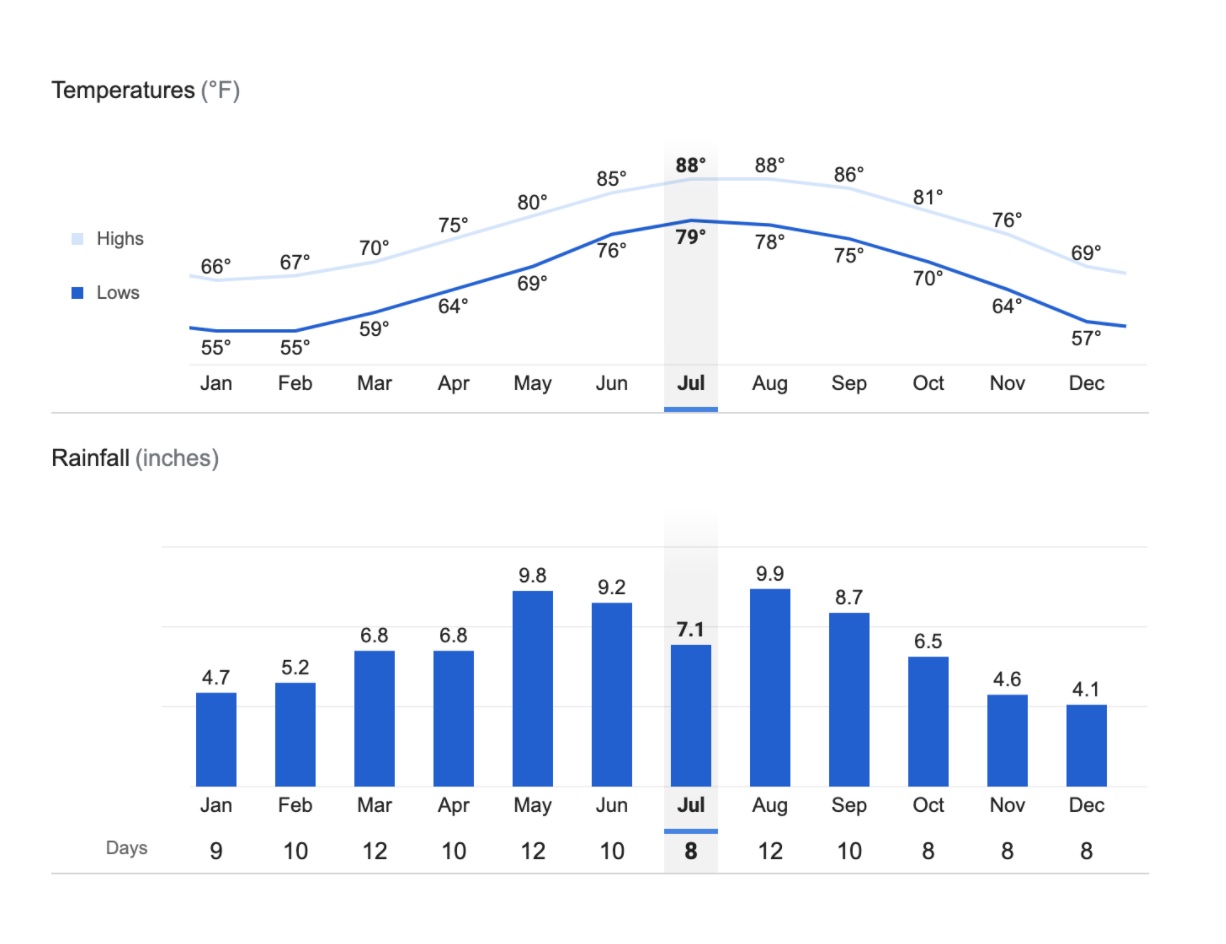 Temperatures (°F)
88° 88°
85° 86°
80° 81°
75° 76°
Highs 66° 67° 70° 69°
79° 78°
76° 75°
69° 70°
Lows 64° 64°
59° 57°
55° 55°
Jan Feb Mar Apr May Jun Jul Aug Sep Oct Nov Dec
Rainfall (inches)
4.7 5.2 6.8 6.8 9.8 9.2 7.1 9.9 8.7 6.5 4.6 4.1
Jan Feb Mar Apr May Jun Jul Aug Sep Oct Nov Dec
Days 9 10 12 10 12 10 8 12 10 8 8 8